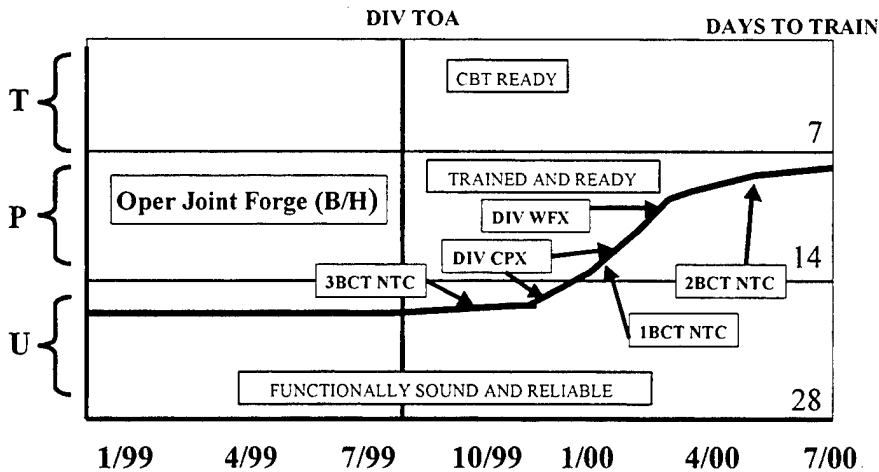 DIV TOA
DAYS TO TRAIN
T
CBT READY
7
P
Oper Joint Forge (B/H)
TRAINED AND READY
DIV WFX
DIV CPX
14
3BCT NTC
2BCT NTC
1BCT NTC
U
FUNCTIONALLY SOUND AND RELIABLE
28
1/99 4/99 7/99 10/99 1/00 4/00 7/00